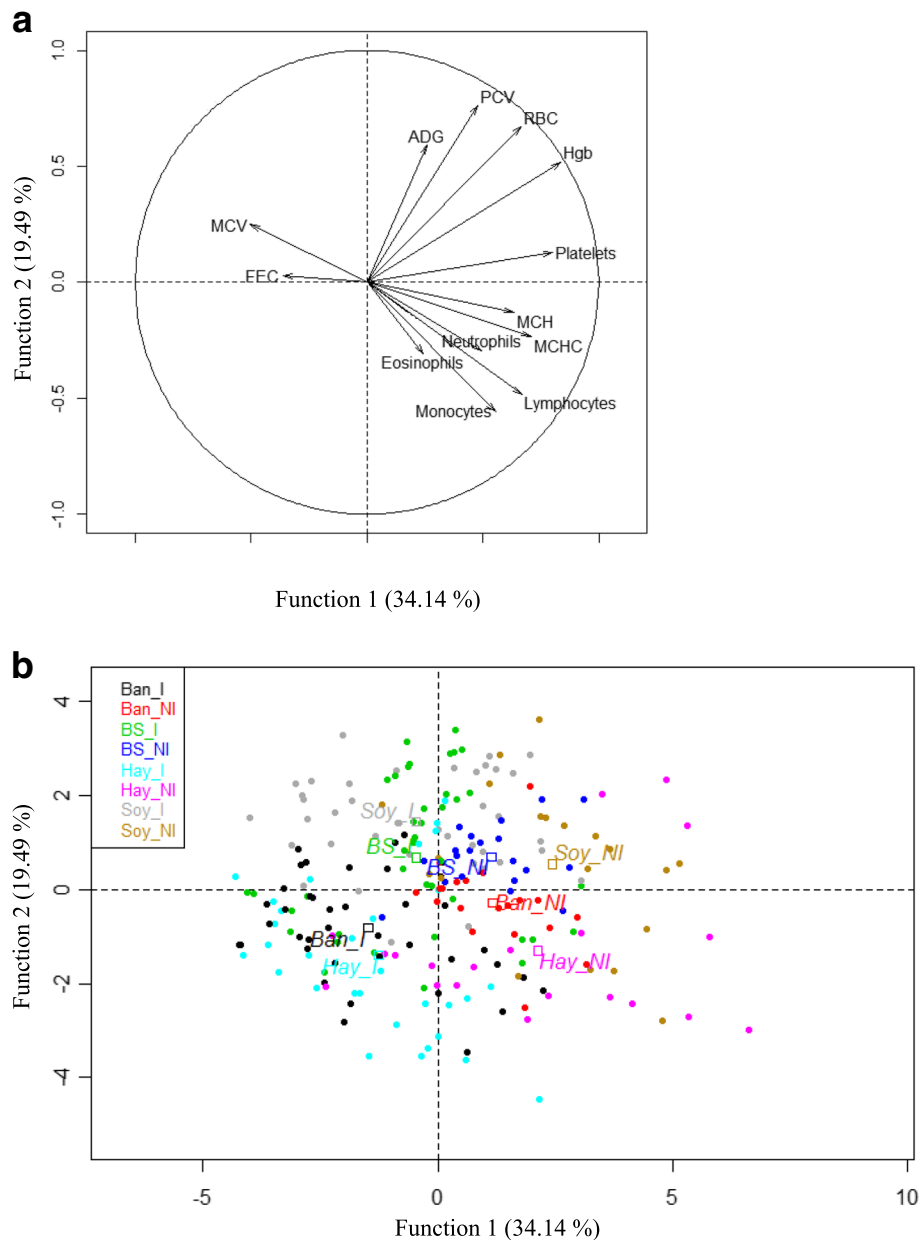 a
1.0
0.5
0.0
-0.5
-1.0
Function 2 (19.49 %)
PCV
RBC
ADG
Hgb
MCV
Platelets
FEC
MCH
Neutrophils
MCHC
Eosinophils
Lymphocytes
Monocytes
Function 1 (34.14 %)
b
Ban_I
Ban_NI
BS_I
BS_NI
Hay_I
Hay_NI
Soy_I
Soy_NI
4
2
0
-2
-4
Function 2 (19.49 %)
Soy_I
BS_I
BS_NI
Soy_NI
Ban_NI
Ban_I
Hay_I
Hay_NI
-5
0
5
10
Function 1 (34.14 %)